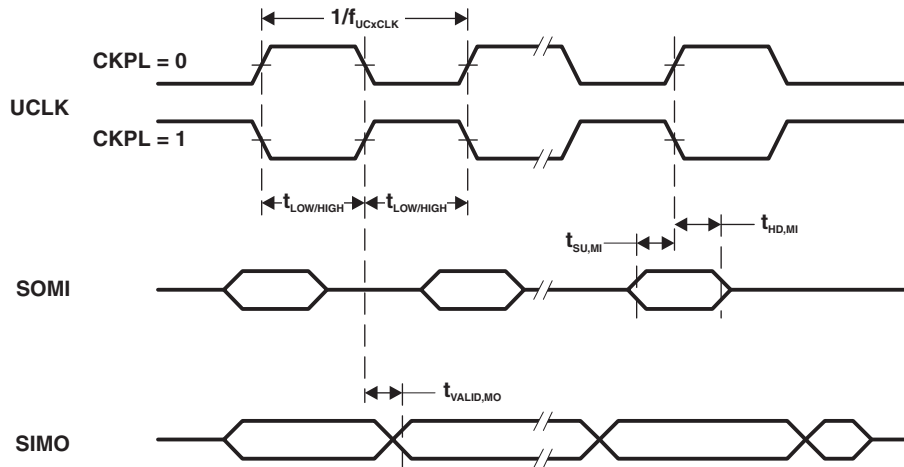 1/fUCxCLK
CKPL = 0
UCLK
CKPL = 1
tLOW/HIGH tLOW/HIGH
tHD,MI
tSU,MI
SOMI
tVALID,MO
SIMO